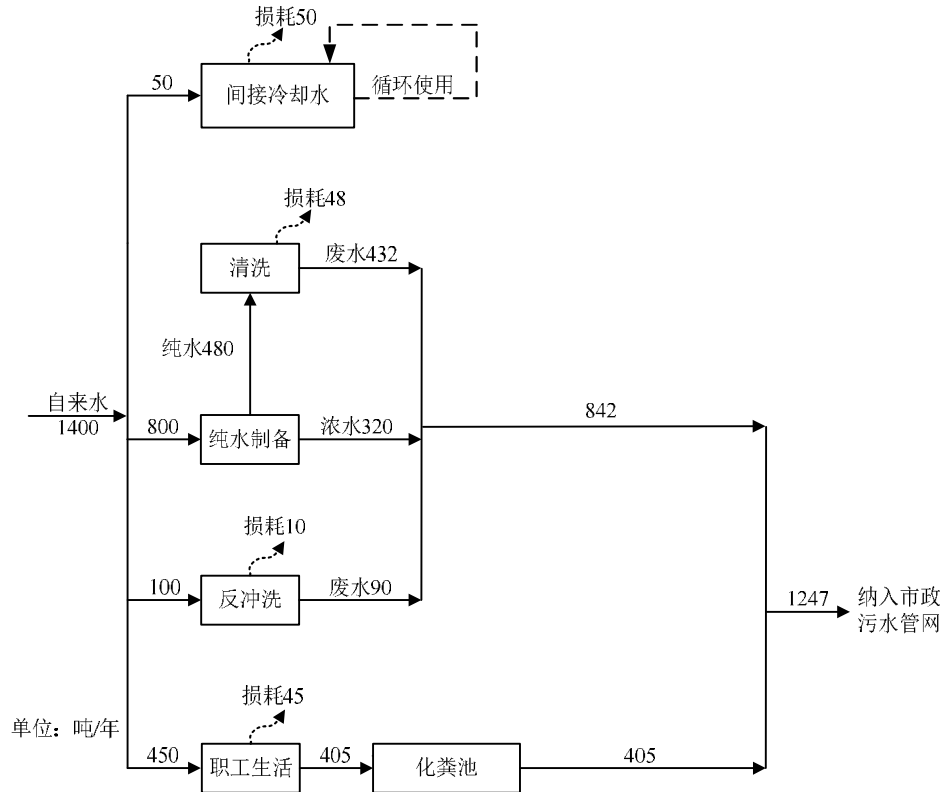 损耗50
50
间接冷却水
循环使用
损耗48
清洗
废水432
纯水480
自来水
1400
800
纯水制备
浓水320
842
损耗10
100
反冲洗
废水90
1247
纳入市政
污水管网
损耗45
单位：吨/年
450
职工生活
405
化粪池
405